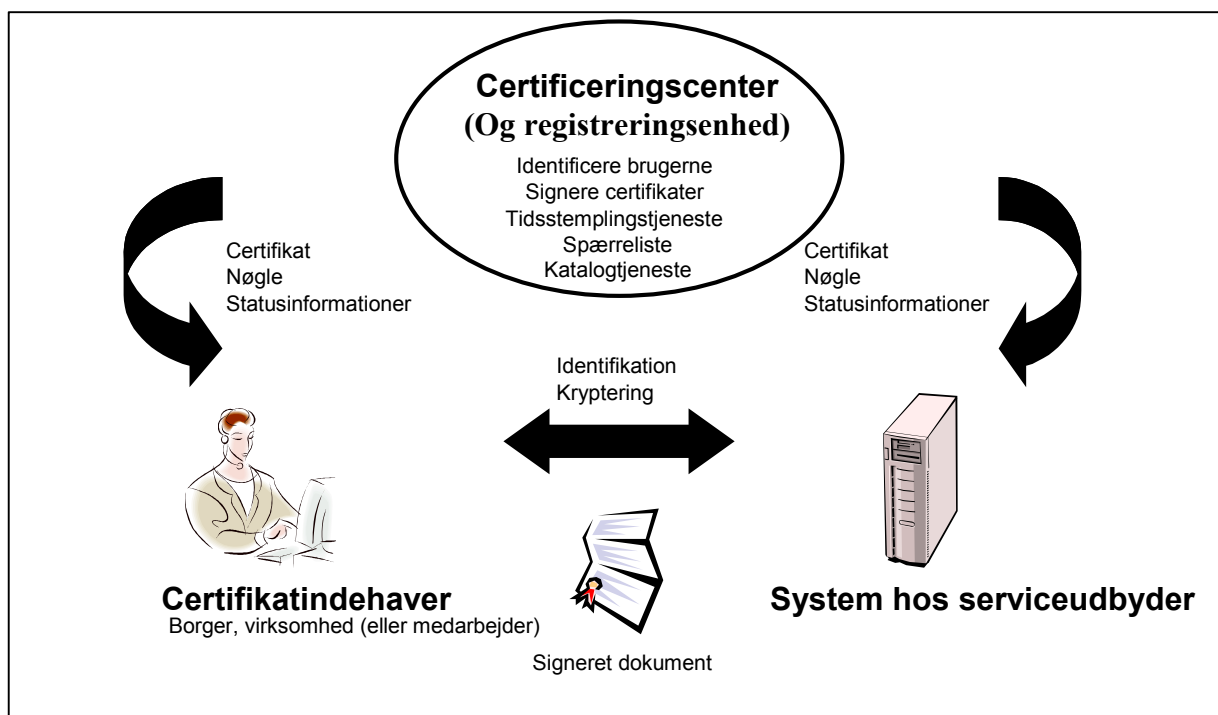 Certificeringscenter
(Og registreringsenhed)
Identificere brugerne
Signere certifikater
Tidsstemplingstjeneste
Spærreliste
Katalogtjeneste
Certifikat
Nøgle
Statusinformationer
Certifikat
Nøgle
Statusinformationer
Identifikation
Kryptering
Certifikatindehaver
Borger, virksomhed (eller medarbejder)
System hos serviceudbyder
Signeret dokument